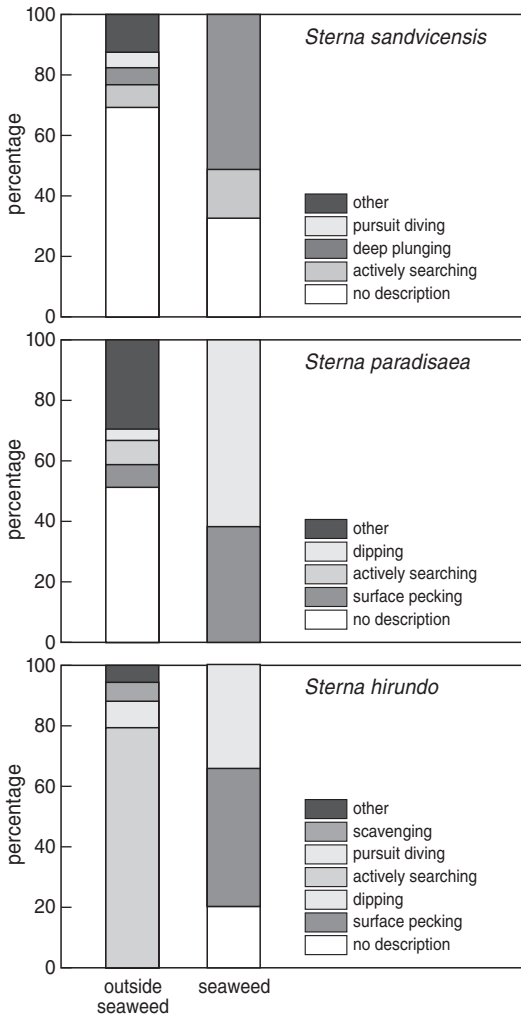 Sterna sandvicensis
percentage
100
80
60
40
20
0
other
pursuit diving
deep plunging
actively searching
no description
Sterna paradisaea
percentage
100
80
60
40
20
0
other
dipping
actively searching
surface pecking
no description
Sterna hirundo
percentage
100
80
60
40
20
0
other
scavenging
pursuit diving
actively searching
dipping
surface pecking
no description
outside
seaweed
seaweed